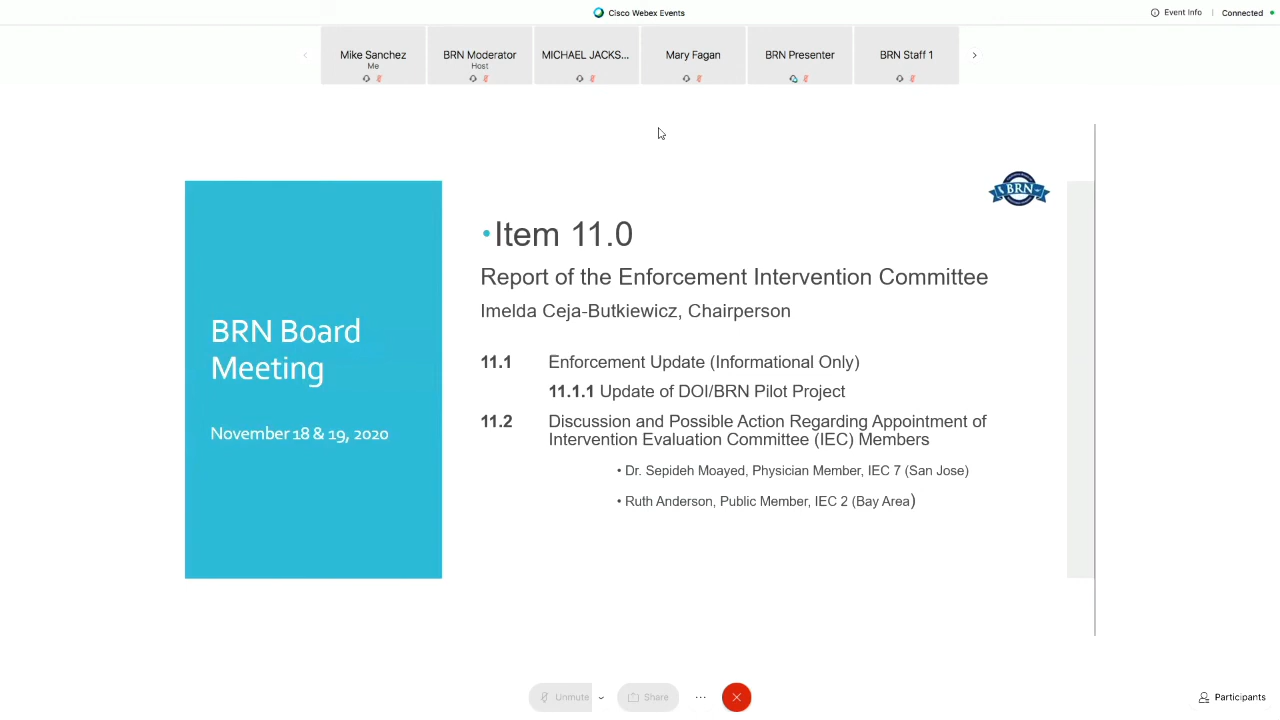 Cisco Webex Events
Event Info
Connected
Mike Sanchez
Me
BRN Moderator
Host
MICHAEL JACKS...
Mary Fagan
BRN Presenter
BRN Staff 1
BRN
• Item 11.0
Report of the Enforcement Intervention Committee
Imelda Ceja-Butkiewicz, Chairperson
BRN Board
Meeting
November 18 & 19, 2020
11.1 Enforcement Update (Informational Only)
11.1.1 Update of DOI/BRN Pilot Project
11.2 Discussion and Possible Action Regarding Appointment of
Intervention Evaluation Committee (IEC) Members
• Dr. Sepideh Moayed, Physician Member, IEC 7 (San Jose)
• Ruth Anderson, Public Member, IEC 2 (Bay Area)
Unmute
Share
...
Participants